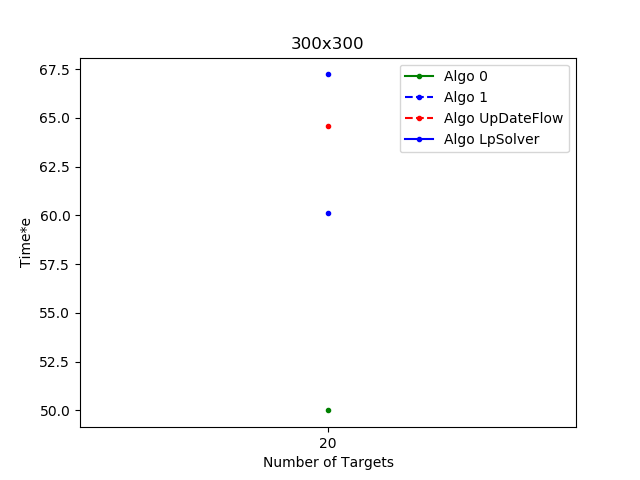 300x300
67.5
65.0
62.5
60.0
57.5
55.0
52.5
50.0
Time*e
20
Number of Targets
Algo 0
Algo 1
Algo UpDateFlow
Algo LpSolver